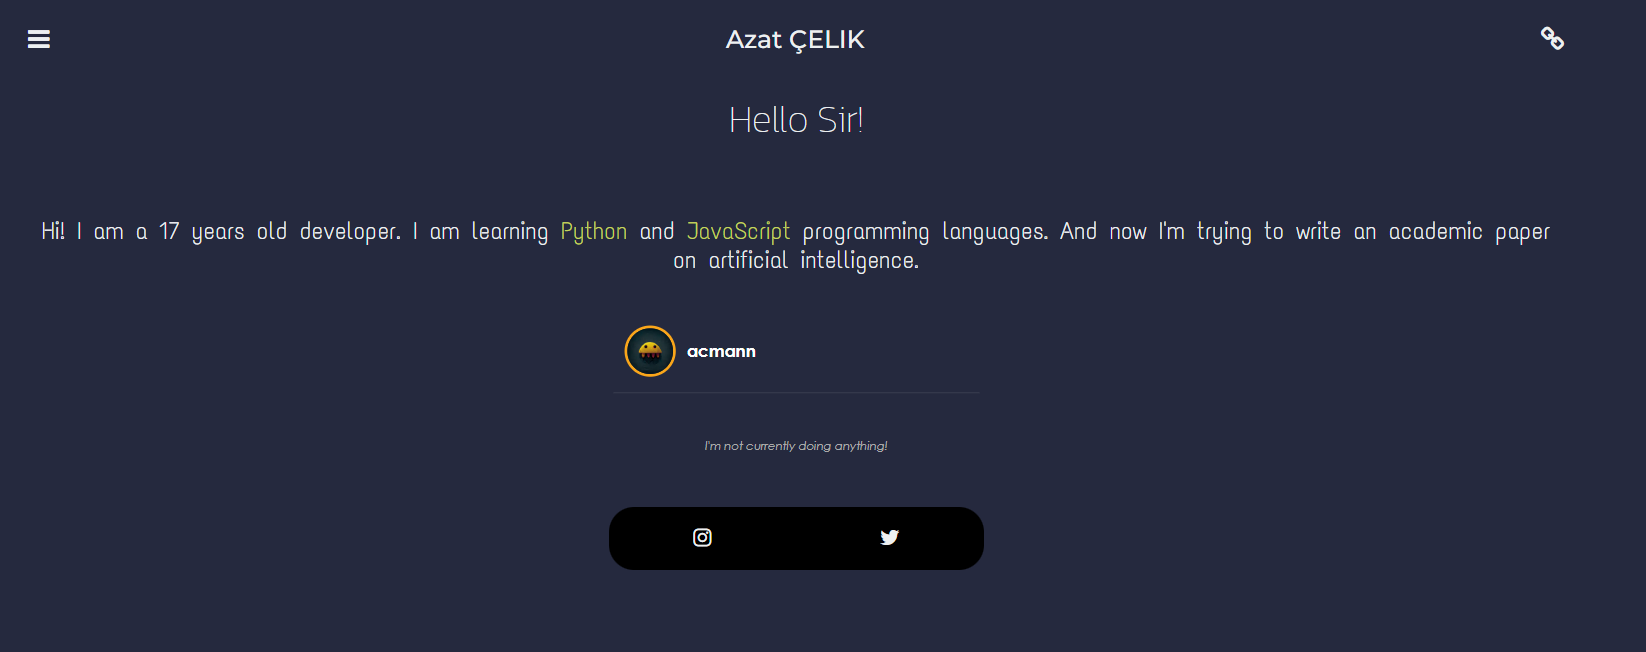 Azat ÇELIK
Hello Sir!
Hi! I am a 17 years old developer. I am learning Python and JavaScript programming languages. And now I'm trying to write an academic paper
on artificial intelligence.
acmann
I'm not currently doing anything!